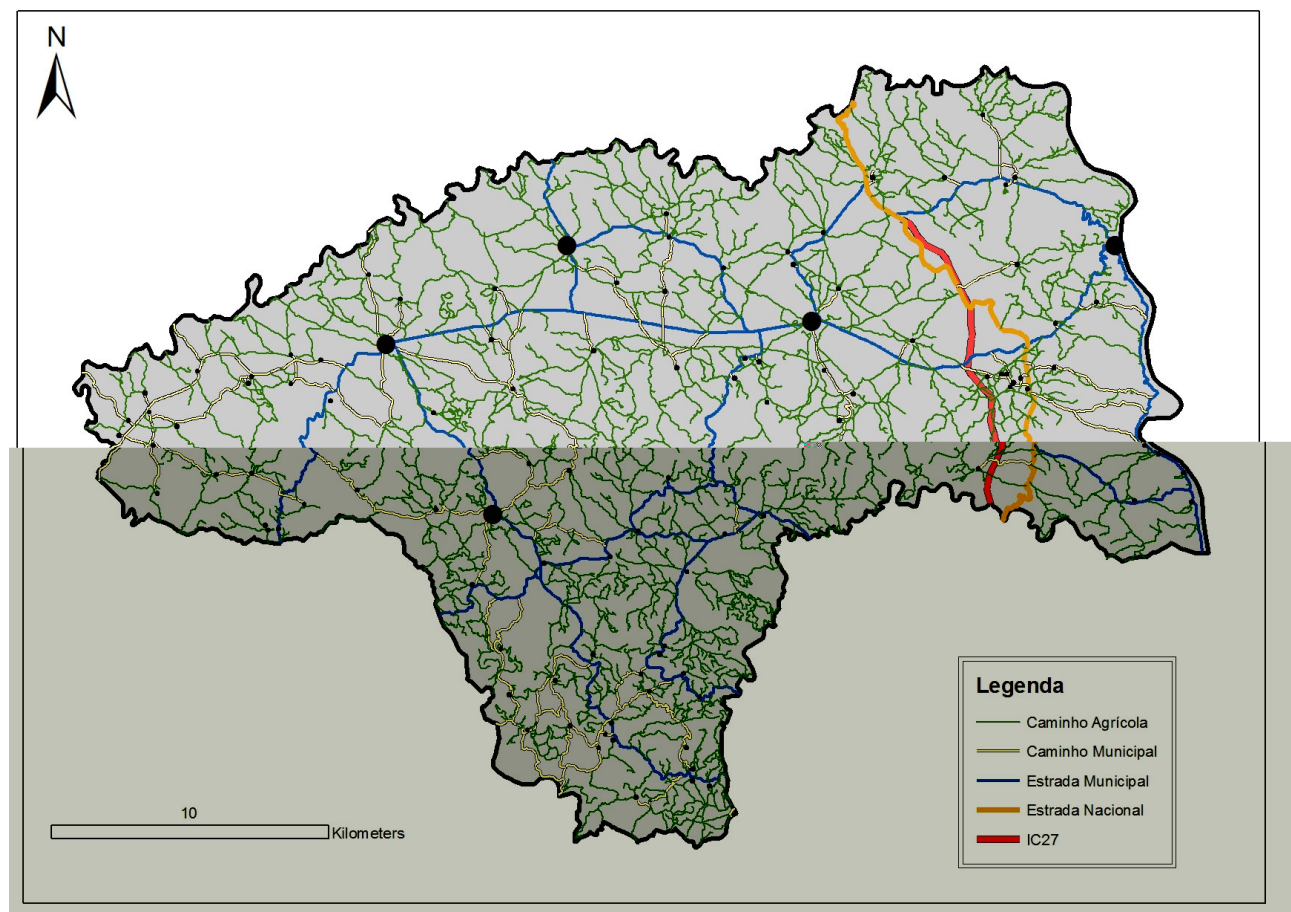 N
Legenda
Caminho Agrícola
Caminho Municipal
Estrada Municipal
Estrada Nacional
IC27
10
Kilometers